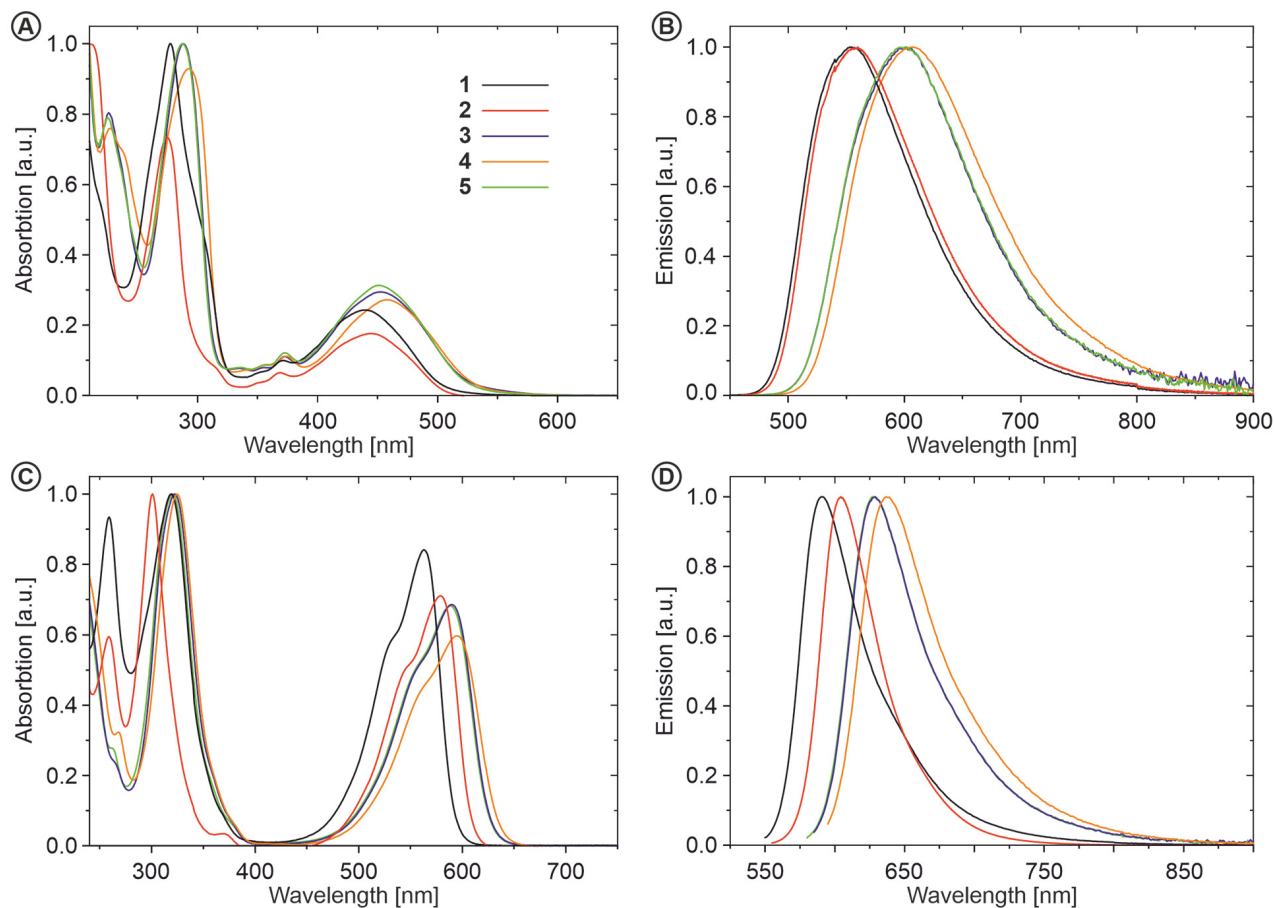 A
1.0
0.8
0.6
0.4
0.2
0.0
Absorbtion [a.u.]
1
2
3
4
5
300 400 500 600
Wavelength [nm]
B
1.0
0.8
0.6
0.4
0.2
0.0
Emission [a.u.]
500 600 700 800 900
Wavelength [nm]
C
1.0
0.8
0.6
0.4
0.2
0.0
Absorbtion [a.u.]
300 400 500 600 700
Wavelength [nm]
D
1.0
0.8
0.6
0.4
0.2
0.0
Emission [a.u.]
550 650 750 850
Wavelength [nm]